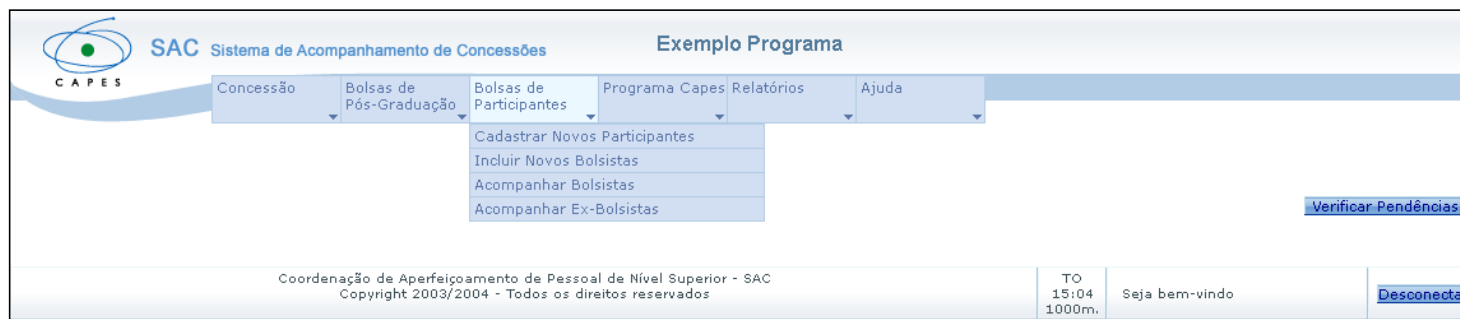 SAC Sistema de Acompanhamento de Concessões
Exemplo Programa
CAPES
Concessão
Bolsas de
Pós-Graduação
Bolsas de
Participantes
Programa Capes
Relatórios
Ajuda
Cadastrar Novos Participantes
Incluir Novos Bolsistas
Acompanhar Bolsistas
Acompanhar Ex-Bolsistas
Verificar Pendências
Coordenação de Aperfeiçoamento de Pessoal de Nível Superior - SAC
Copyright 2003/2004 - Todos os direitos reservados
TO
15:04
1000m.
Seja bem-vindo
Desconecta